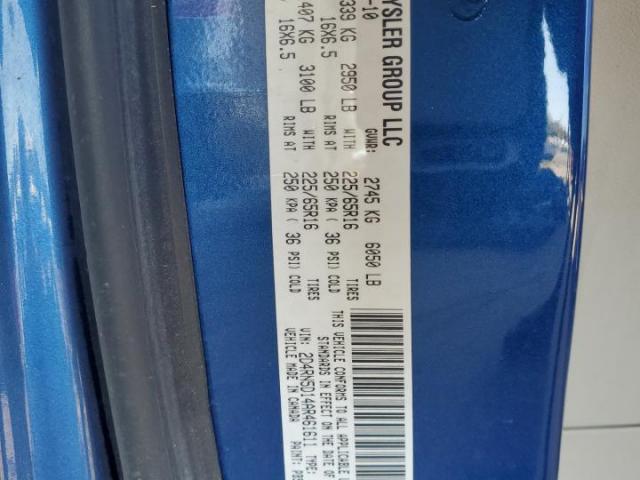 YSLER GROUP LLC
-10 GVWR: 2745 KG 6050 LB
339 KG 2950 LB WITH 225/65R16 TIRES
16X6.5 RIMS AT 250 KPA ( 36 PSI) COLD
407 KG 3100 LB WITH 225/65R16 TIRES
16X6.5 RIMS AT 250 KPA ( 36 PSI) COLD
THIS VEHICLE CONFORMS TO ALL APPLICABLE
STANDARDS IN EFFECT ON THE DATE OF
VIN: 2D4RN5D14AR461611 TYPE:
VEHICLE MADE IN CANADA PAINT: